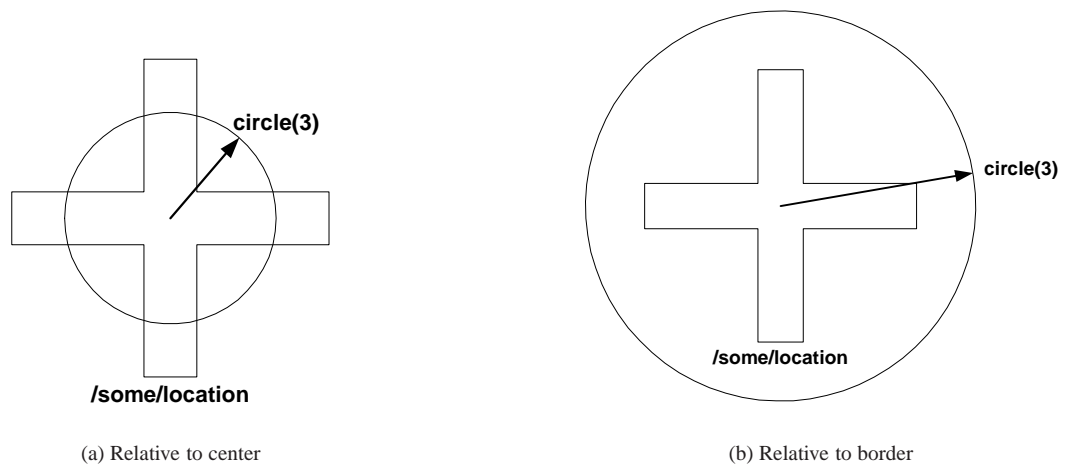 circle(3)
/some/location
(a) Relative to center
circle(3)
/some/location
(b) Relative to border